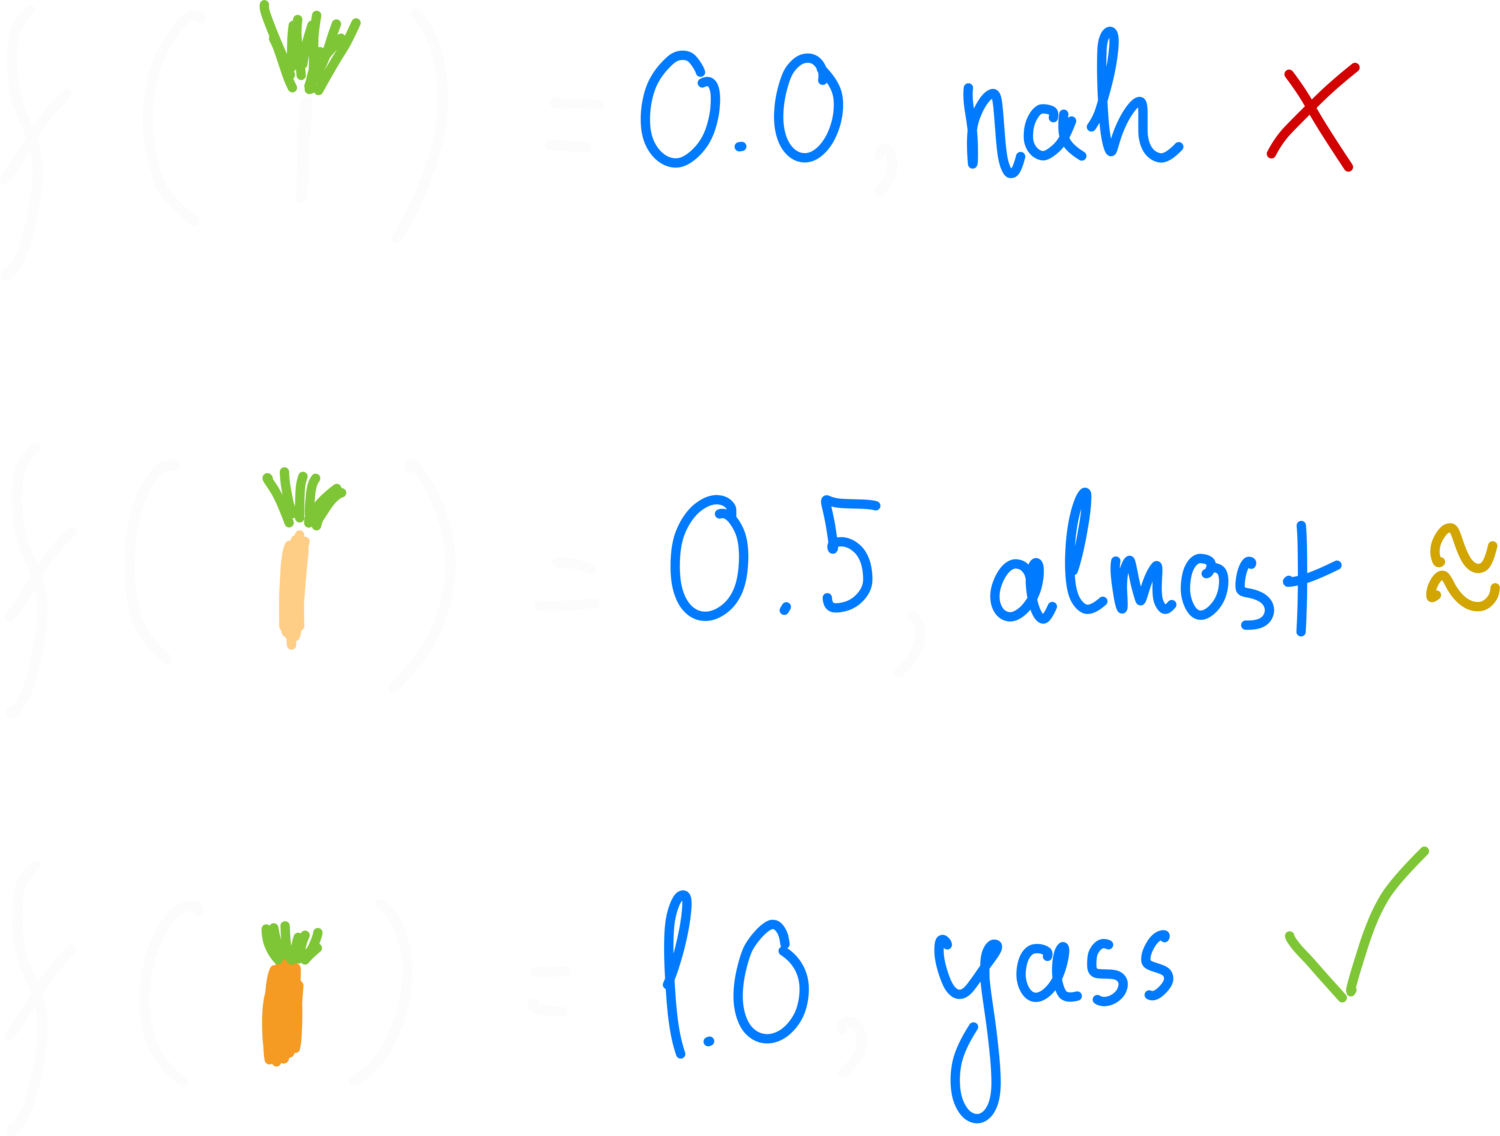 f( ) = 0.0, nah ✗
f( ) = 0.5, almost ≈
f( ) = 1.0, yass ✓